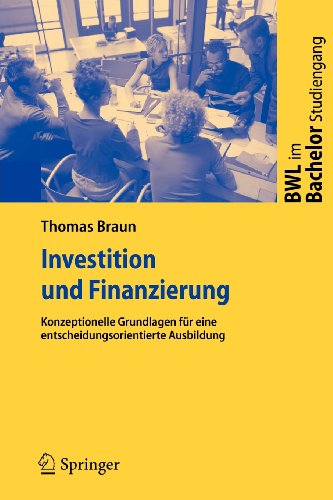 BWL im
Bachelor Studiengang
Thomas Braun
Investition
und Finanzierung
Konzeptionelle Grundlagen für eine
entscheidungsorientierte Ausbildung
Springer